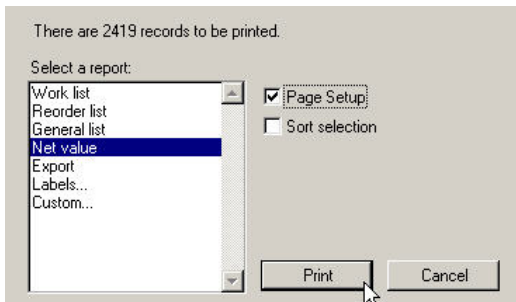 There are 2419 records to be printed.
Select a report:
Work list
Reorder list
General list
Net value
Export
Labels...
Custom...
Page Setup
Sort selection
Print
Cancel